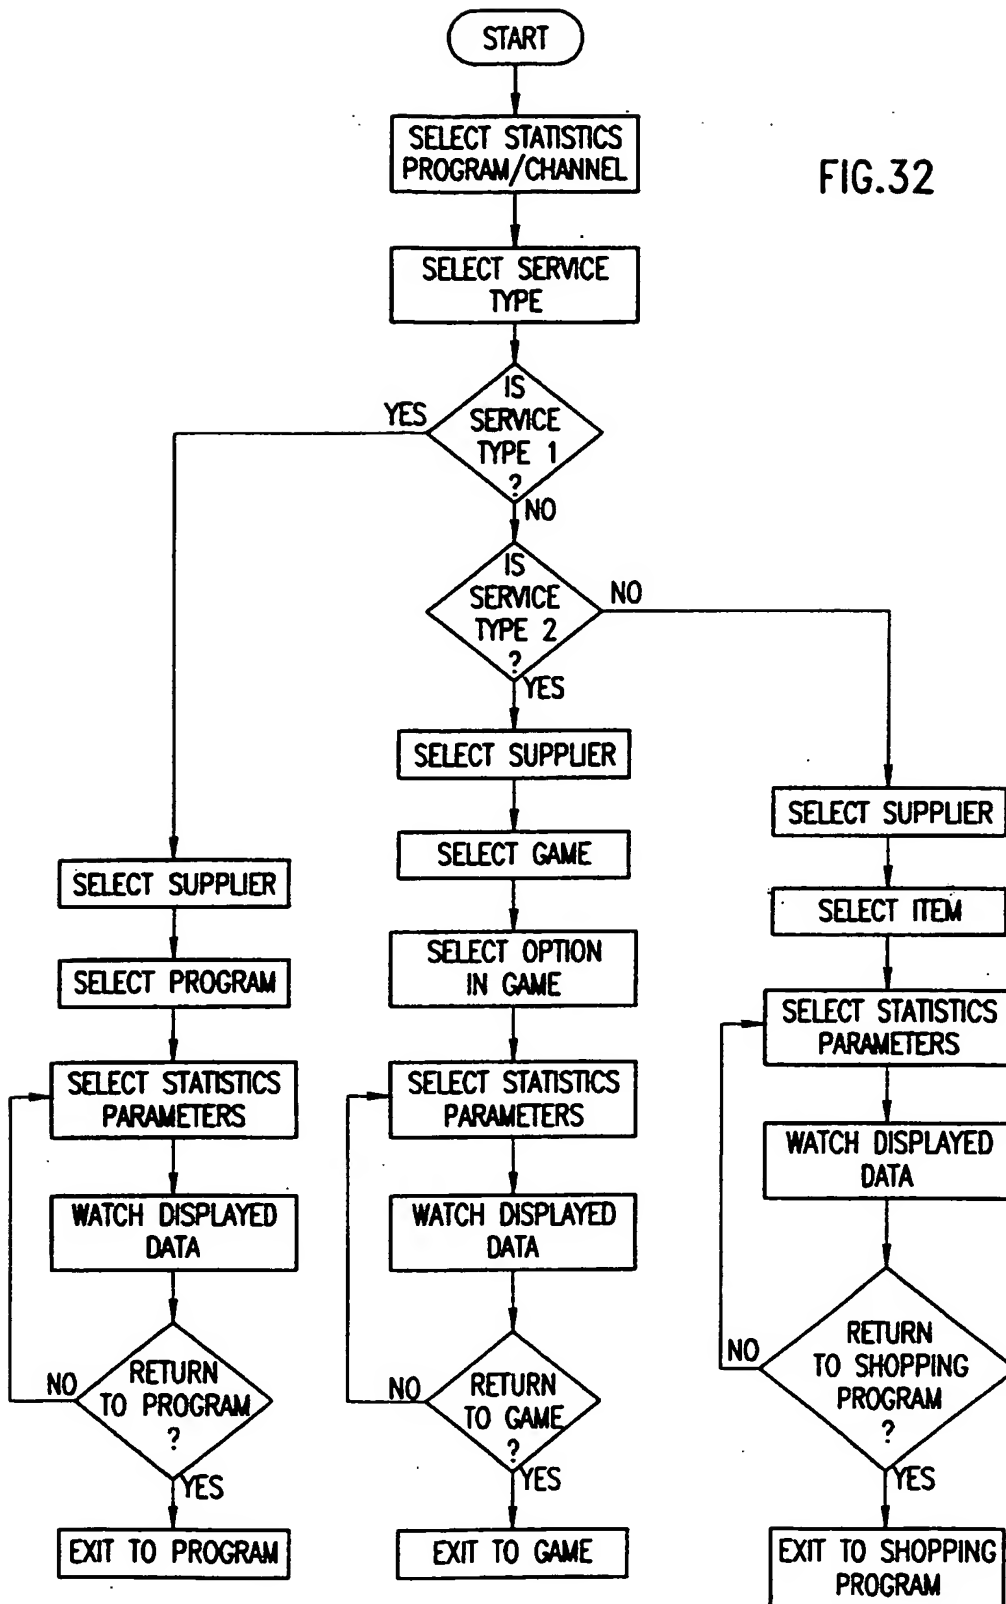 START
SELECT STATISTICS
PROGRAM/CHANNEL
FIG.32
SELECT SERVICE
TYPE
IS
SERVICE
TYPE 1
?
YES
NO
IS
SERVICE
TYPE 2
?
NO
YES
SELECT SUPPLIER
SELECT PROGRAM
SELECT STATISTICS
PARAMETERS
WATCH DISPLAYED
DATA
RETURN
TO PROGRAM
?
NO
YES
EXIT TO PROGRAM
SELECT SUPPLIER
SELECT GAME
SELECT OPTION
IN GAME
SELECT STATISTICS
PARAMETERS
WATCH DISPLAYED
DATA
RETURN
TO GAME
?
NO
YES
EXIT TO GAME
SELECT SUPPLIER
SELECT ITEM
SELECT STATISTICS
PARAMETERS
WATCH DISPLAYED
DATA
RETURN
TO SHOPPING
PROGRAM
?
NO
YES
EXIT TO SHOPPING
PROGRAM